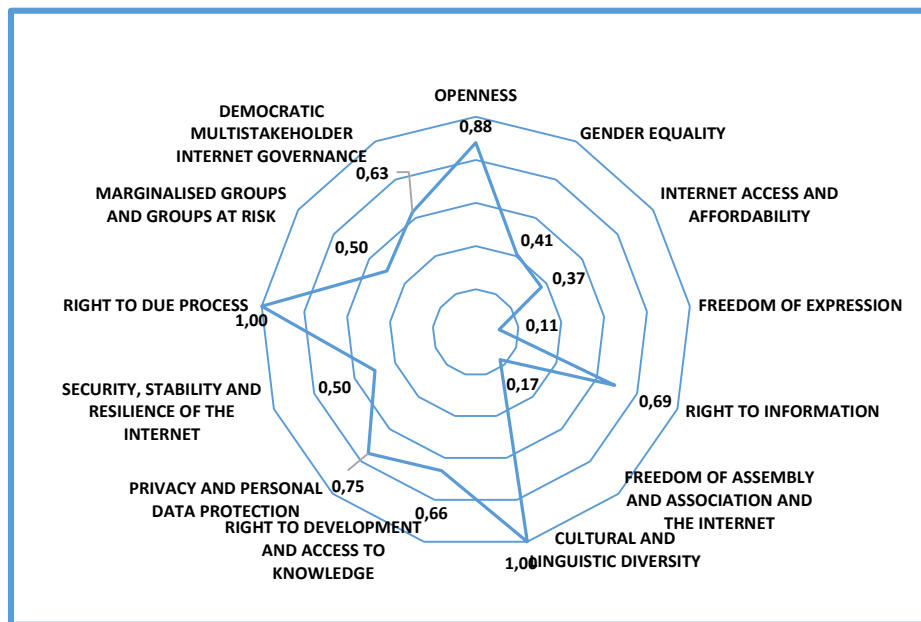 OPENNESS
0,88
GENDER EQUALITY
0,41
INTERNET ACCESS AND
AFFORDABILITY
0,37
FREEDOM OF EXPRESSION
0,11
RIGHT TO INFORMATION
0,69
FREEDOM OF ASSEMBLY
AND ASSOCIATION AND
THE INTERNET
0,17
CULTURAL AND
LINGUISTIC DIVERSITY
1,00
RIGHT TO DEVELOPMENT
AND ACCESS TO
KNOWLEDGE
0,66
PRIVACY AND PERSONAL
DATA PROTECTION
0,75
SECURITY, STABILITY AND
RESILIENCE OF THE
INTERNET
0,50
RIGHT TO DUE PROCESS
1,00
MARGINALISED GROUPS
AND GROUPS AT RISK
0,50
DEMOCRATIC
MULTISTAKEHOLDER
INTERNET GOVERNANCE
0,63